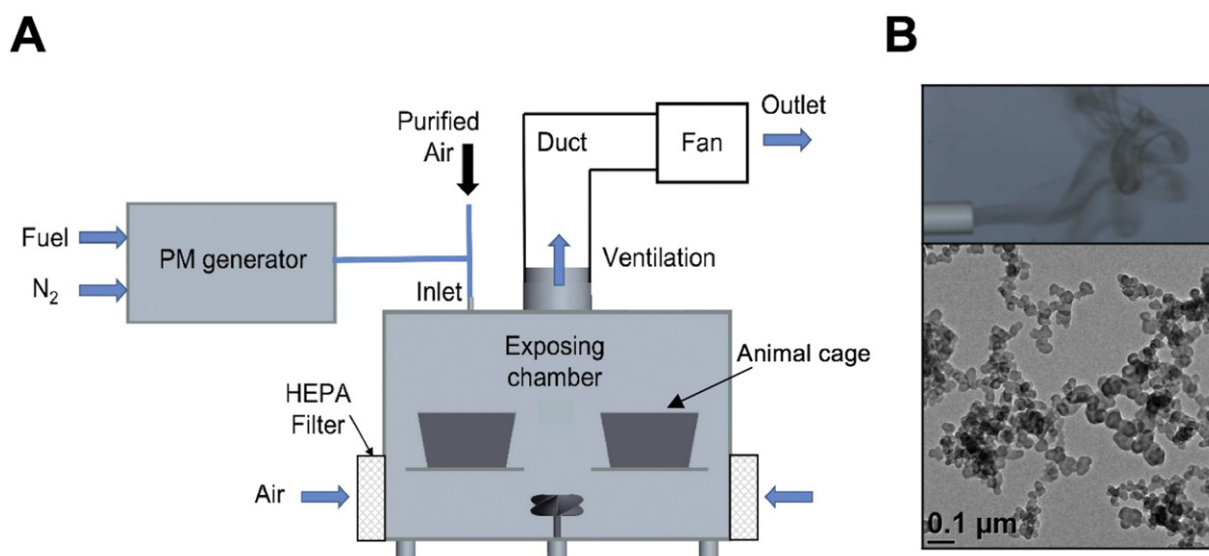 A
B
Purified
Air
Duct
Fan
Outlet
Fuel
N₂
PM generator
Inlet
Ventilation
Exposing
chamber
Animal cage
HEPA
Filter
Air
0.1 μm